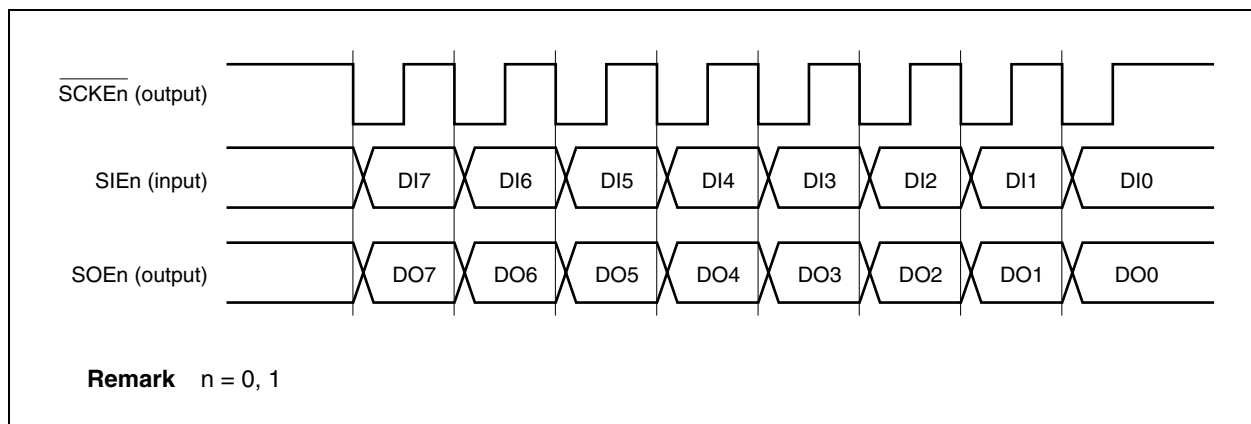 SCKEn (output)
SIEn (input) DI7 DI6 DI5 DI4 DI3 DI2 DI1 DI0
SOEn (output) DO7 DO6 DO5 DO4 DO3 DO2 DO1 DO0
Remark n = 0, 1